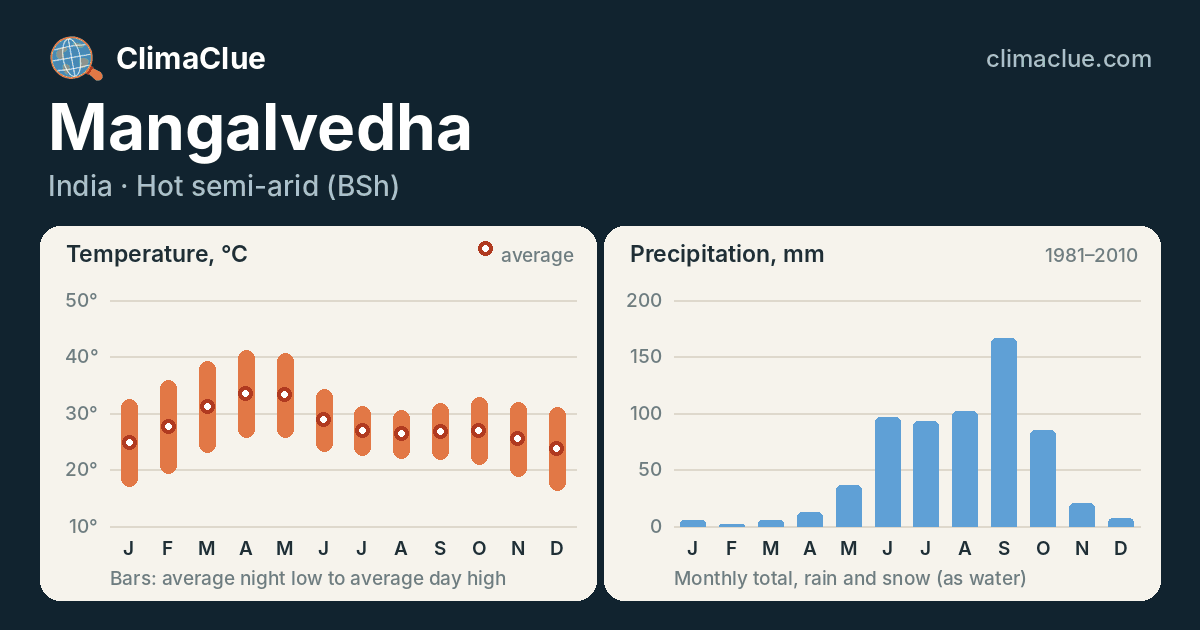 ClimaClue
climaclue.com
Mangalvedha
India · Hot semi-arid (BSh)
Temperature, °C
average
50°
40°
30°
20°
10°
J F M A M J J A S O N D
Bars: average night low to average day high
Precipitation, mm
1981–2010
200
150
100
50
0
J F M A M J J A S O N D
Monthly total, rain and snow (as water)